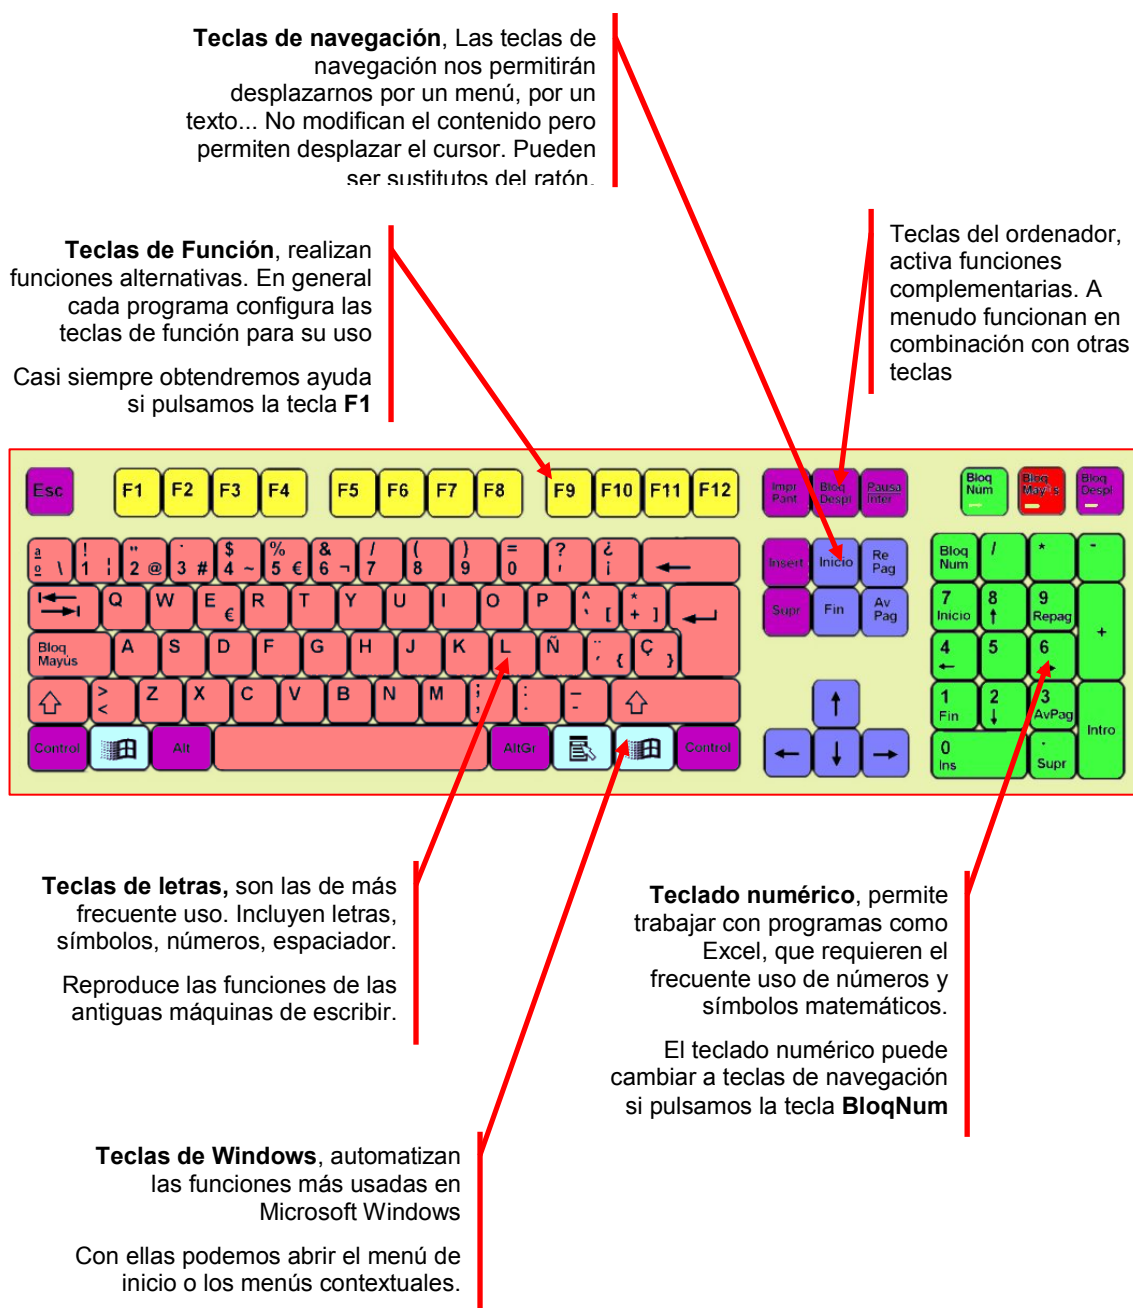 Teclas de navegación, Las teclas de
navegación nos permitirán
desplazarnos por un menú, por un
texto... No modifican el contenido pero
permiten desplazar el cursor. Pueden
ser sustitutos del ratón.
Teclas de Función, realizan
funciones alternativas. En general
cada programa configura las
teclas de función para su uso
Casi siempre obtendremos ayuda
si pulsamos la tecla F1
Teclas del ordenador,
activa funciones
complementarias. A
menudo funcionan en
combinación con otras
teclas
Esc F1 F2 F3 F4 F5 F6 F7 F8 F9 F10 F11 F12
Impr
Pant
Bloq
Despl
Pausa
Inter
Bloq
Num
Bloq
Bloq
Despl
ª ! " · $ % & / ( ) = ? ¿
º \ 1 ¦ 2 @ 3 # 4 ~ 5 € 6 ¬ 7 8 9 0 ' ¡ ←
Q W E € R T Y U I O P ^ ` [ * + ]
Bloq
Mayús
A S D F G H J K L Ñ ¨ ´ { Ç }
> < Z X C V B N M ; , : . _ -
Control Alt AltGr Control
Insert Inicio Re
Pag
Supr Fin Av
Pag
↑
← ↓ →
Bloq
Num
/ * -
7 8 9
Inicio ↑ Repag
+
4 5 6
←
1 2 3
Fin ↓ AvPag
Intro
0 .
Ins Supr
Teclas de letras, son las de más
frecuente uso. Incluyen letras,
símbolos, números, espaciador.
Reproduce las funciones de las
antiguas máquinas de escribir.
Teclado numérico, permite
trabajar con programas como
Excel, que requieren el
frecuente uso de números y
símbolos matemáticos.
El teclado numérico puede
cambiar a teclas de navegación
si pulsamos la tecla BloqNum
Teclas de Windows, automatizan
las funciones más usadas en
Microsoft Windows
Con ellas podemos abrir el menú de
inicio o los menús contextuales.